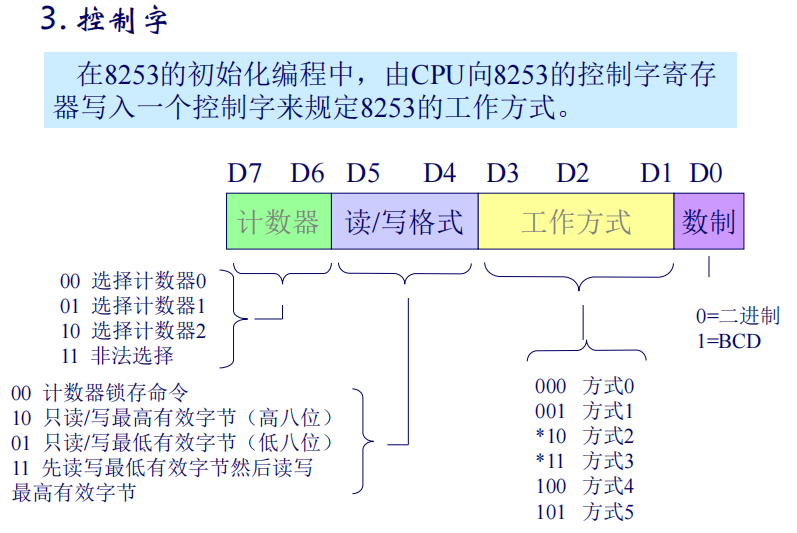 3. 控制字
在8253的初始化编程中，由CPU向8253的控制字寄存
器写入一个控制字来规定8253的工作方式。
D7 D6 D5 D4 D3 D2 D1 D0
计数器 读/写格式 工作方式 数制
00 选择计数器0
01 选择计数器1
10 选择计数器2
11 非法选择
0=二进制
1=BCD
00 计数器锁存命令
10 只读/写最高有效字节（高八位）
01 只读/写最低有效字节（低八位）
11 先读写最低有效字节然后读写
最高有效字节
000 方式0
001 方式1
*10 方式2
*11 方式3
100 方式4
101 方式5